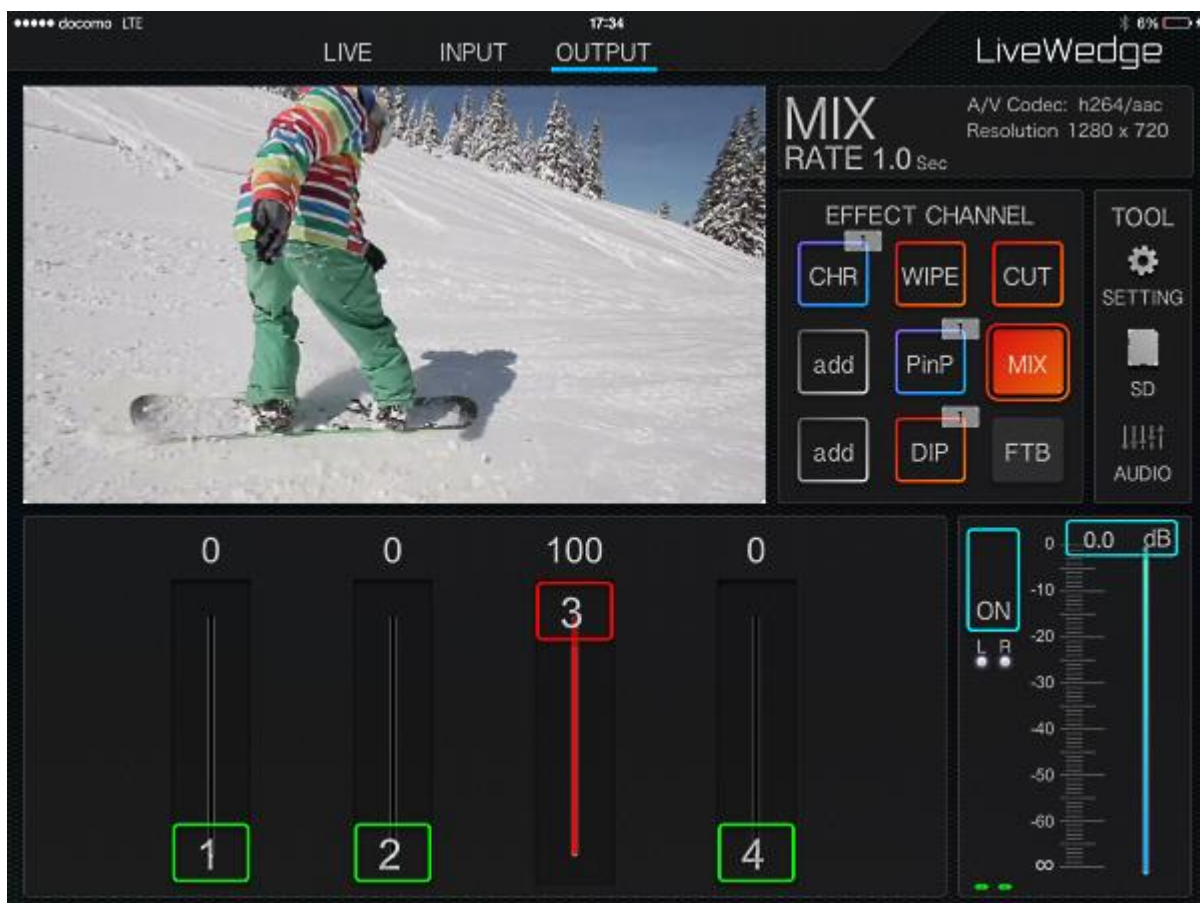 docomo LTE
17:34
6%
LIVE INPUT OUTPUT
LiveWedge
MIX
RATE 1.0 Sec
A/V Codec: h264/aac
Resolution 1280 x 720
EFFECT CHANNEL
CHR WIPE CUT
add PinP MIX
add DIP FTB
TOOL
SETTING
SD
AUDIO
0 0 100 0
1 2 3 4
ON
L R
0.0 dB
0
-10
-20
-30
-40
-50
-60
∞